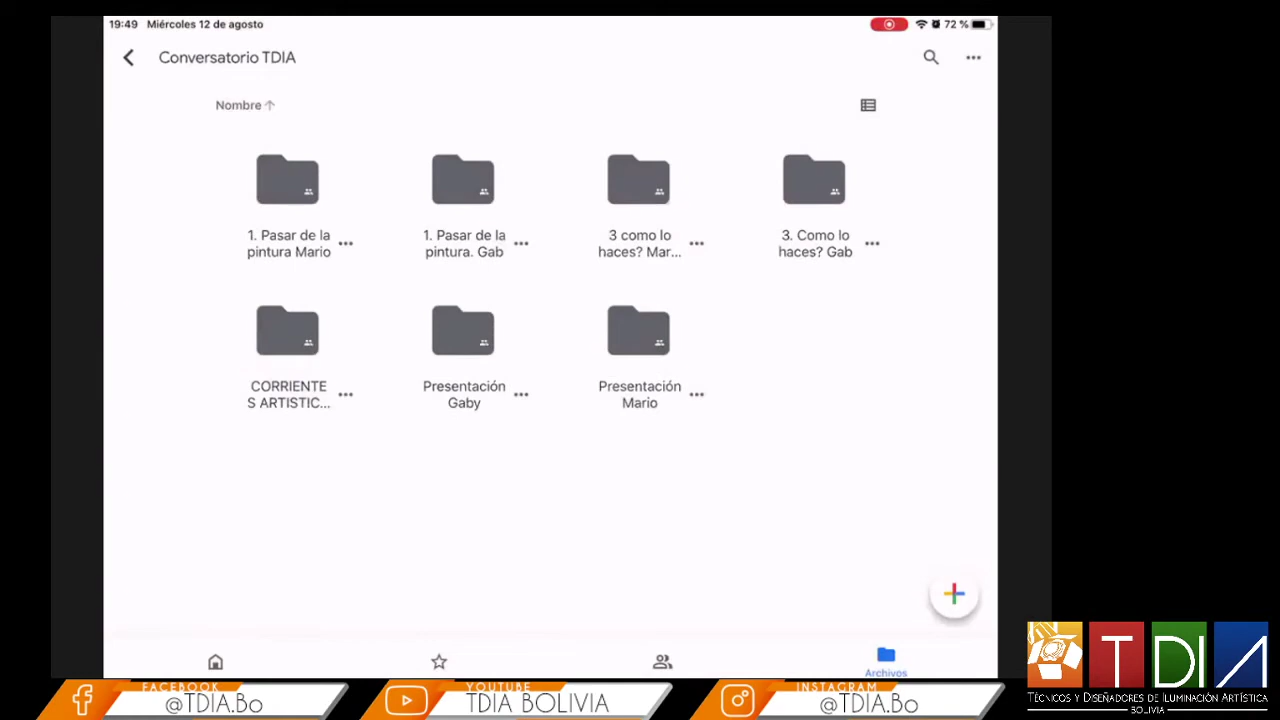 19:49 Miércoles 12 de agosto
72 %
Conversatorio TDIA
Nombre
1. Pasar de la
pintura Mario
1. Pasar de la
pintura. Gab
3 como lo
haces? Mar...
3. Como lo
haces? Gab
CORRIENTE
S ARTISTIC...
Presentación
Gaby
Presentación
Mario
Archivos
FACEBOOK
@TDIA.Bo
YOUTUBE
TDIA BOLIVIA
INSTAGRAM
@TDIA.Bo
TDIA
TÉCNICOS Y DISEÑADORES DE ILUMINACIÓN ARTÍSTICA
BOLIVIA